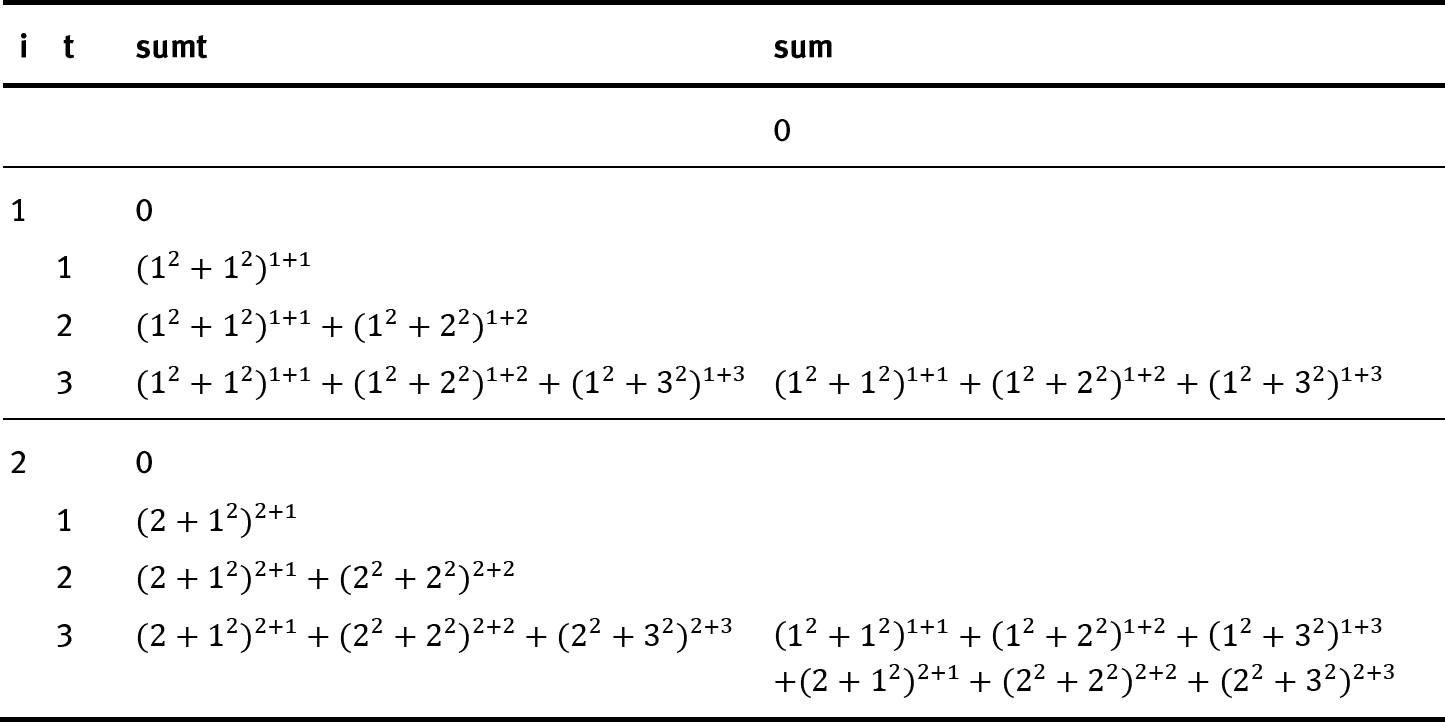 i t sumt sum
0
1 0
1 (1² + 1²)¹⁺¹
2 (1² + 1²)¹⁺¹ + (1² + 2²)¹⁺²
3 (1² + 1²)¹⁺¹ + (1² + 2²)¹⁺² + (1² + 3²)¹⁺³ (1² + 1²)¹⁺¹ + (1² + 2²)¹⁺² + (1² + 3²)¹⁺³
2 0
1 (2 + 1²)²⁺¹
2 (2 + 1²)²⁺¹ + (2² + 2²)²⁺²
3 (2 + 1²)²⁺¹ + (2² + 2²)²⁺² + (2² + 3²)²⁺³ (1² + 1²)¹⁺¹ + (1² + 2²)¹⁺² + (1² + 3²)¹⁺³
+(2 + 1²)²⁺¹ + (2² + 2²)²⁺² + (2² + 3²)²⁺³